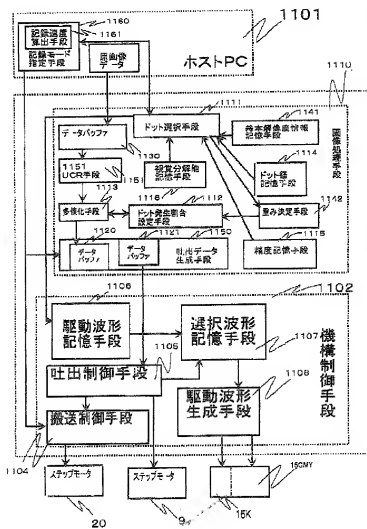 1160
1101
記録速度
算出手段
1161
記録モード
指定手段
原画像
データ
ホストPC
1110
1111
ドット選択手段
1141
基本解像度情報
記憶手段
データバッファ
1130
視覚分解能
記憶手段
1114
ドット径
記憶手段
画像処理手段
1151
UCR手段
1151
1113
多値化手段
1116
1112
ドット発生割合
設定手段
1142
重み決定手段
1120
データ
バッファ
1121
データ
バッファ
1150
吐出データ
生成手段
1115
精度記憶手段
1102
1106
駆動波形
記憶手段
選択波形
記憶手段
1107
機構制御手段
吐出制御手段
1105
1108
駆動波形
生成手段
搬送制御手段
1104
ステップモータ
20
ステップモータ
9
15K
15CMY